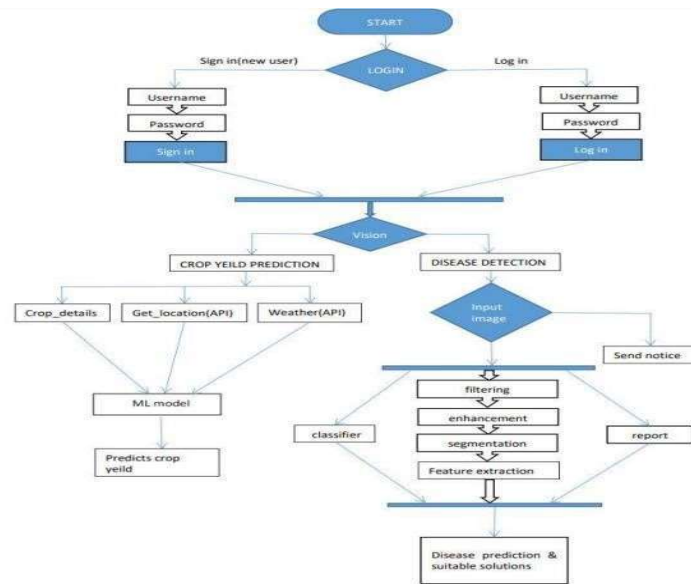 START
Sign in(new user)
LOGIN
Log in
Username
Password
Sign in
Username
Password
Log in
Vision
CROP YEILD PREDICTION
DISEASE DETECTION
Crop_details
Get_location(API)
Weather(API)
Input
image
Send notice
ML model
Predicts crop
yeild
filtering
enhancement
segmentation
Feature extraction
classifier
report
Disease prediction &
suitable solutions